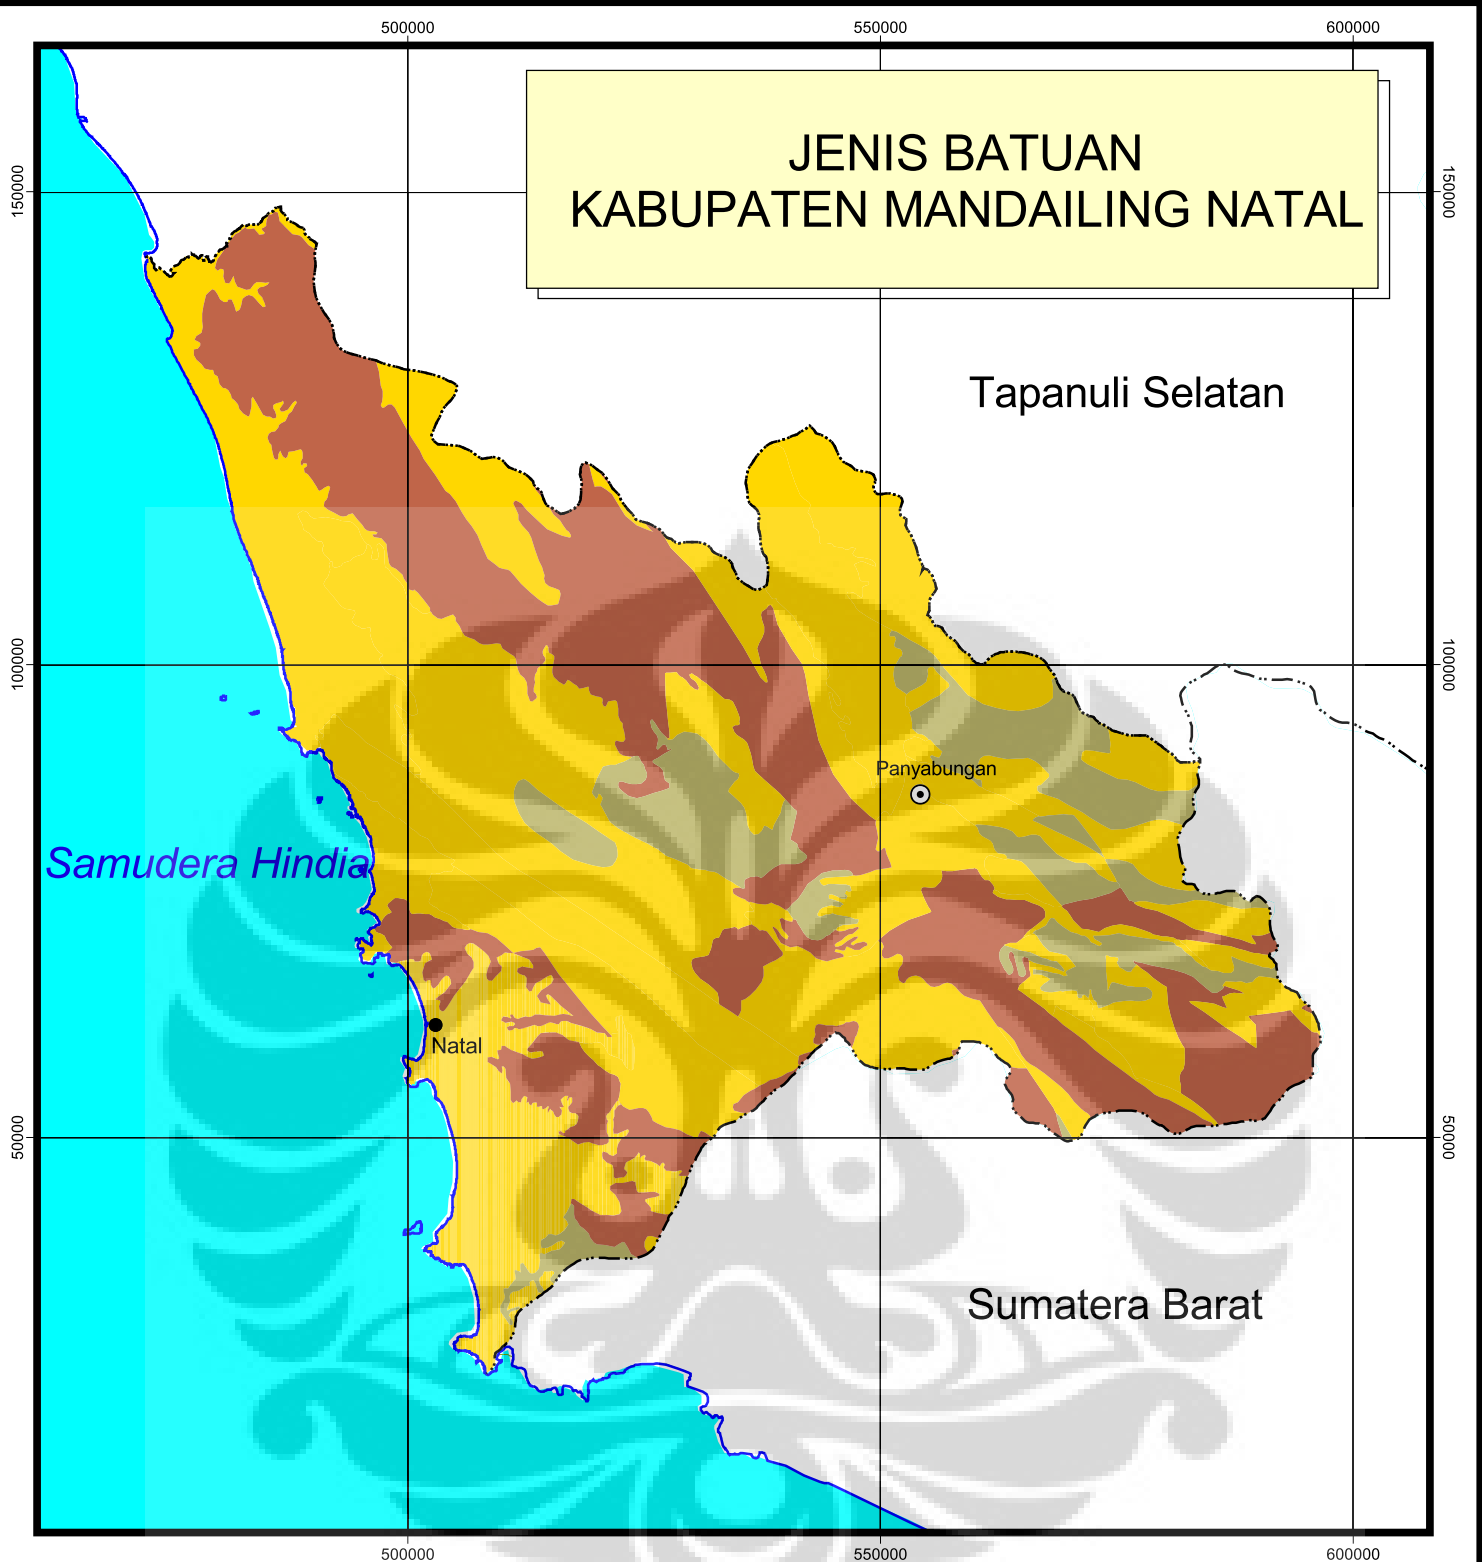 500000
550000
600000
JENIS BATUAN
KABUPATEN MANDAILING NATAL
150000
150000
Tapanuli Selatan
100000
100000
Panyabungan
Samudera Hindia
Natal
50000
50000
Sumatera Barat
500000
550000
600000